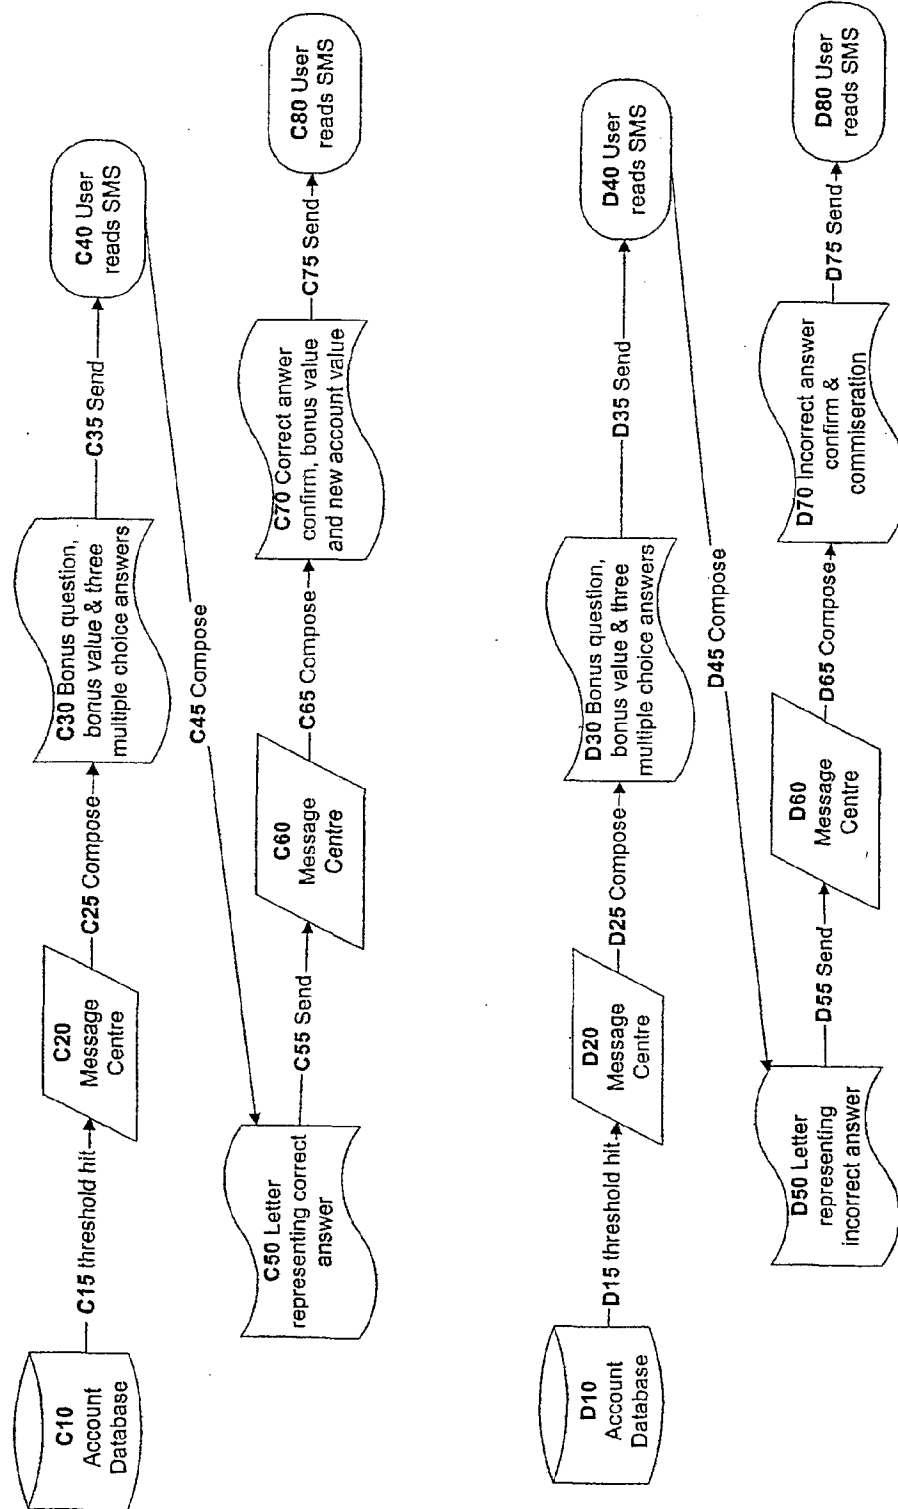 C10
Account
Database
C15 threshold hit
C20
Message
Centre
C25 Compose
C30 Bonus question,
bonus value & three
multiple choice answers
C35 Send
C40 User
reads SMS
C45 Compose
C50 Letter
representing correct
answer
C55 Send
C60
Message
Centre
C65 Compose
C70 Correct anwer
confirm, bonus value
and new account value
C75 Send
C80 User
reads SMS
D10
Account
Database
D15 threshold hit
D20
Message
Centre
D25 Compose
D30 Bonus question,
bonus value & three
multiple choice answers
D35 Send
D40 User
reads SMS
D45 Compose
D50 Letter
representing
incorrect answer
D55 Send
D60
Message
Centre
D65 Compose
D70 Incorrect answer
confirm &
commiseration
D75 Send
D80 User
reads SMS